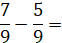 7/9 − 5/9 =